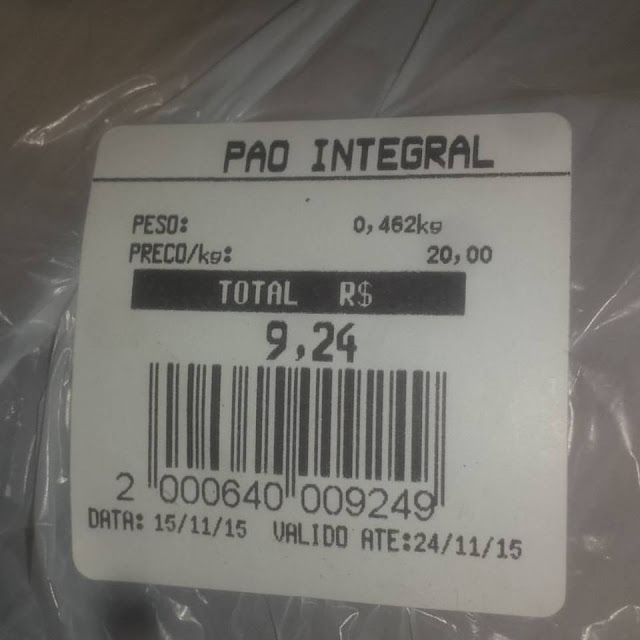 PAO INTEGRAL
PESO: 0,462kg
PRECO/kg: 20,00
TOTAL R$
9,24
2 000640 009249
DATA: 15/11/15 VALIDO ATE:24/11/15